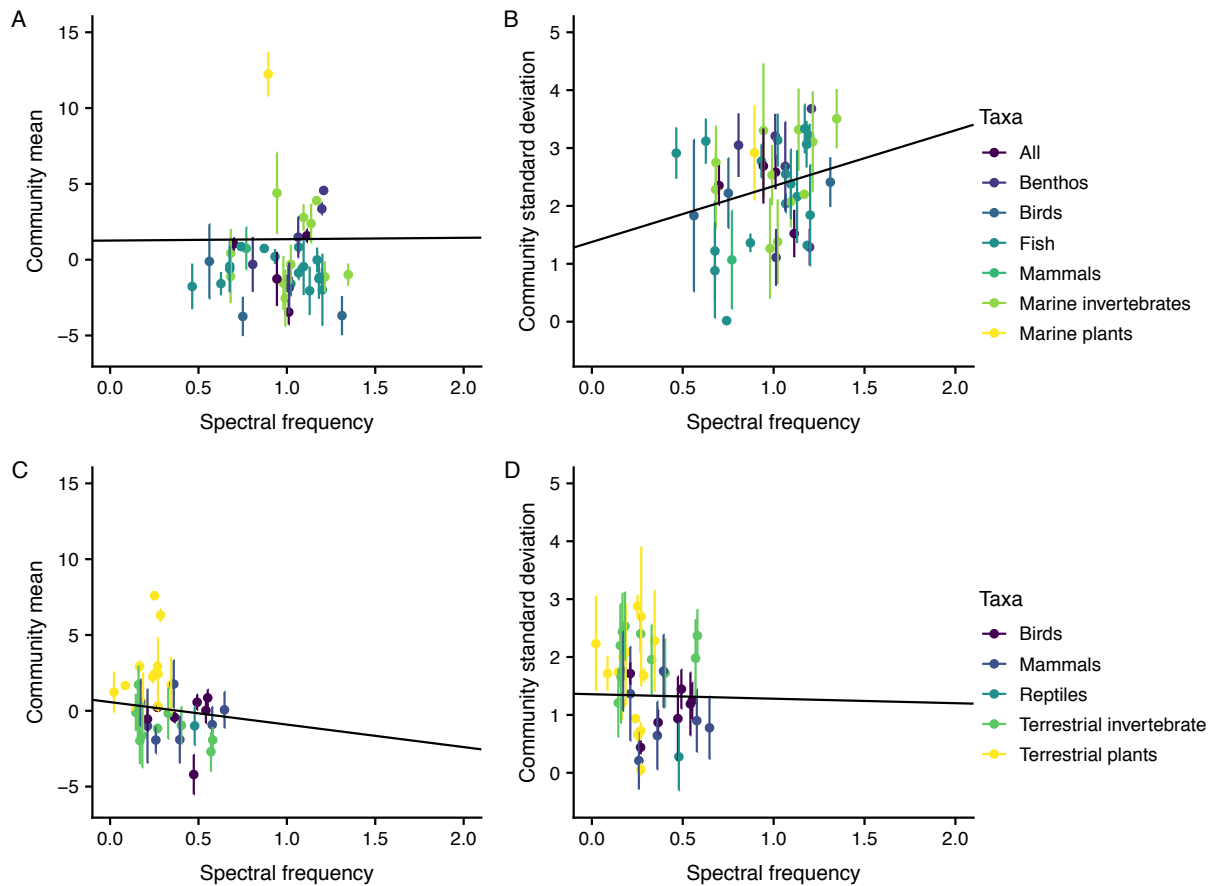 A
15
10
5
0
−5
Community mean
0.0 0.5 1.0 1.5 2.0
Spectral frequency
B
5
4
3
2
1
0
Community standard deviation
0.0 0.5 1.0 1.5 2.0
Spectral frequency
Taxa
All
Benthos
Birds
Fish
Mammals
Marine invertebrates
Marine plants
C
15
10
5
0
−5
Community mean
0.0 0.5 1.0 1.5 2.0
Spectral frequency
D
5
4
3
2
1
0
Community standard deviation
0.0 0.5 1.0 1.5 2.0
Spectral frequency
Taxa
Birds
Mammals
Reptiles
Terrestrial invertebrate
Terrestrial plants